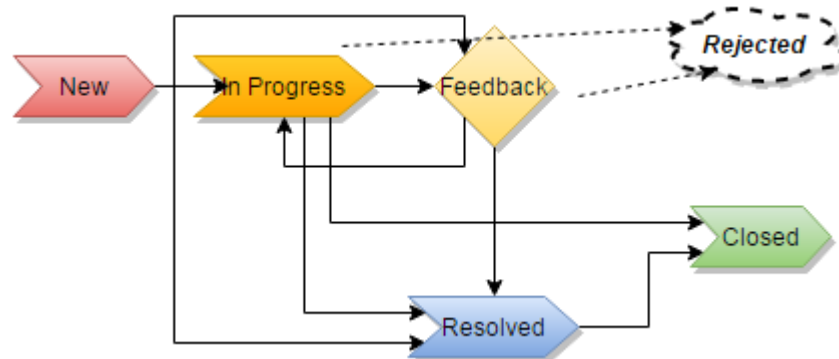 New
In Progress
Feedback
Rejected
Closed
Resolved